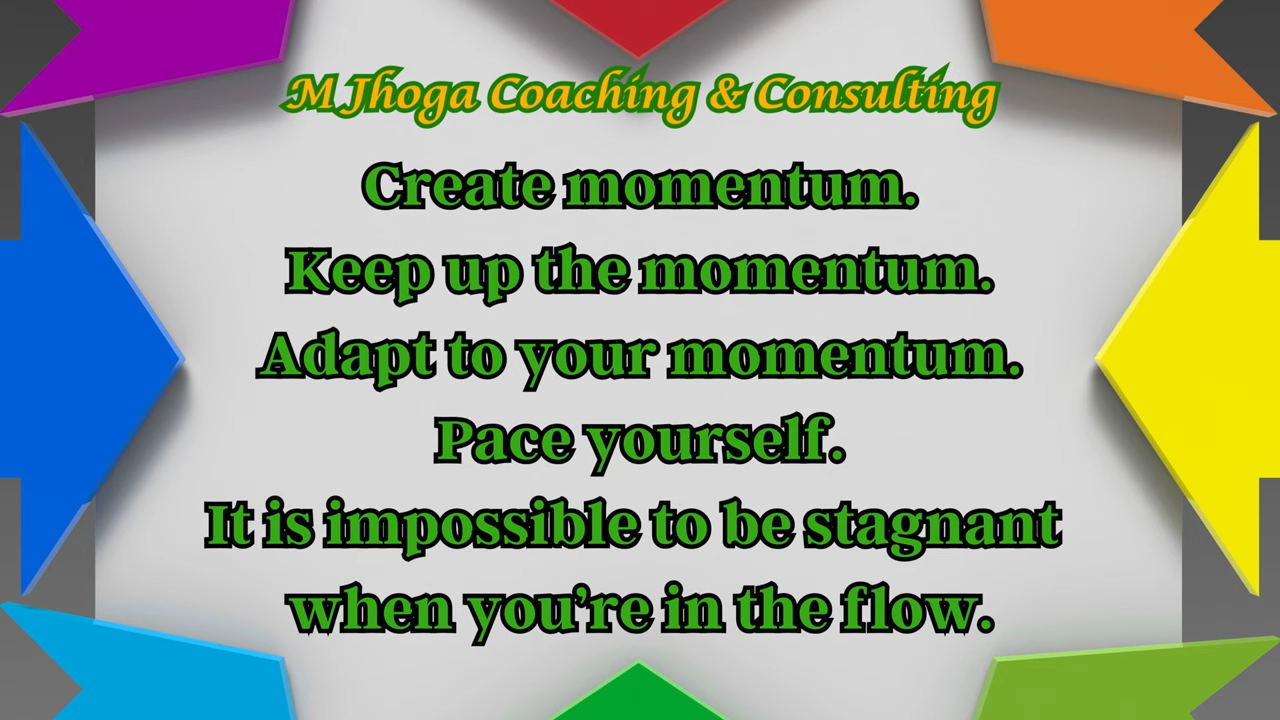 M Jhoga Coaching & Consulting
Create momentum.
Keep up the momentum.
Adapt to your momentum.
Pace yourself.
It is impossible to be stagnant
when you’re in the flow.